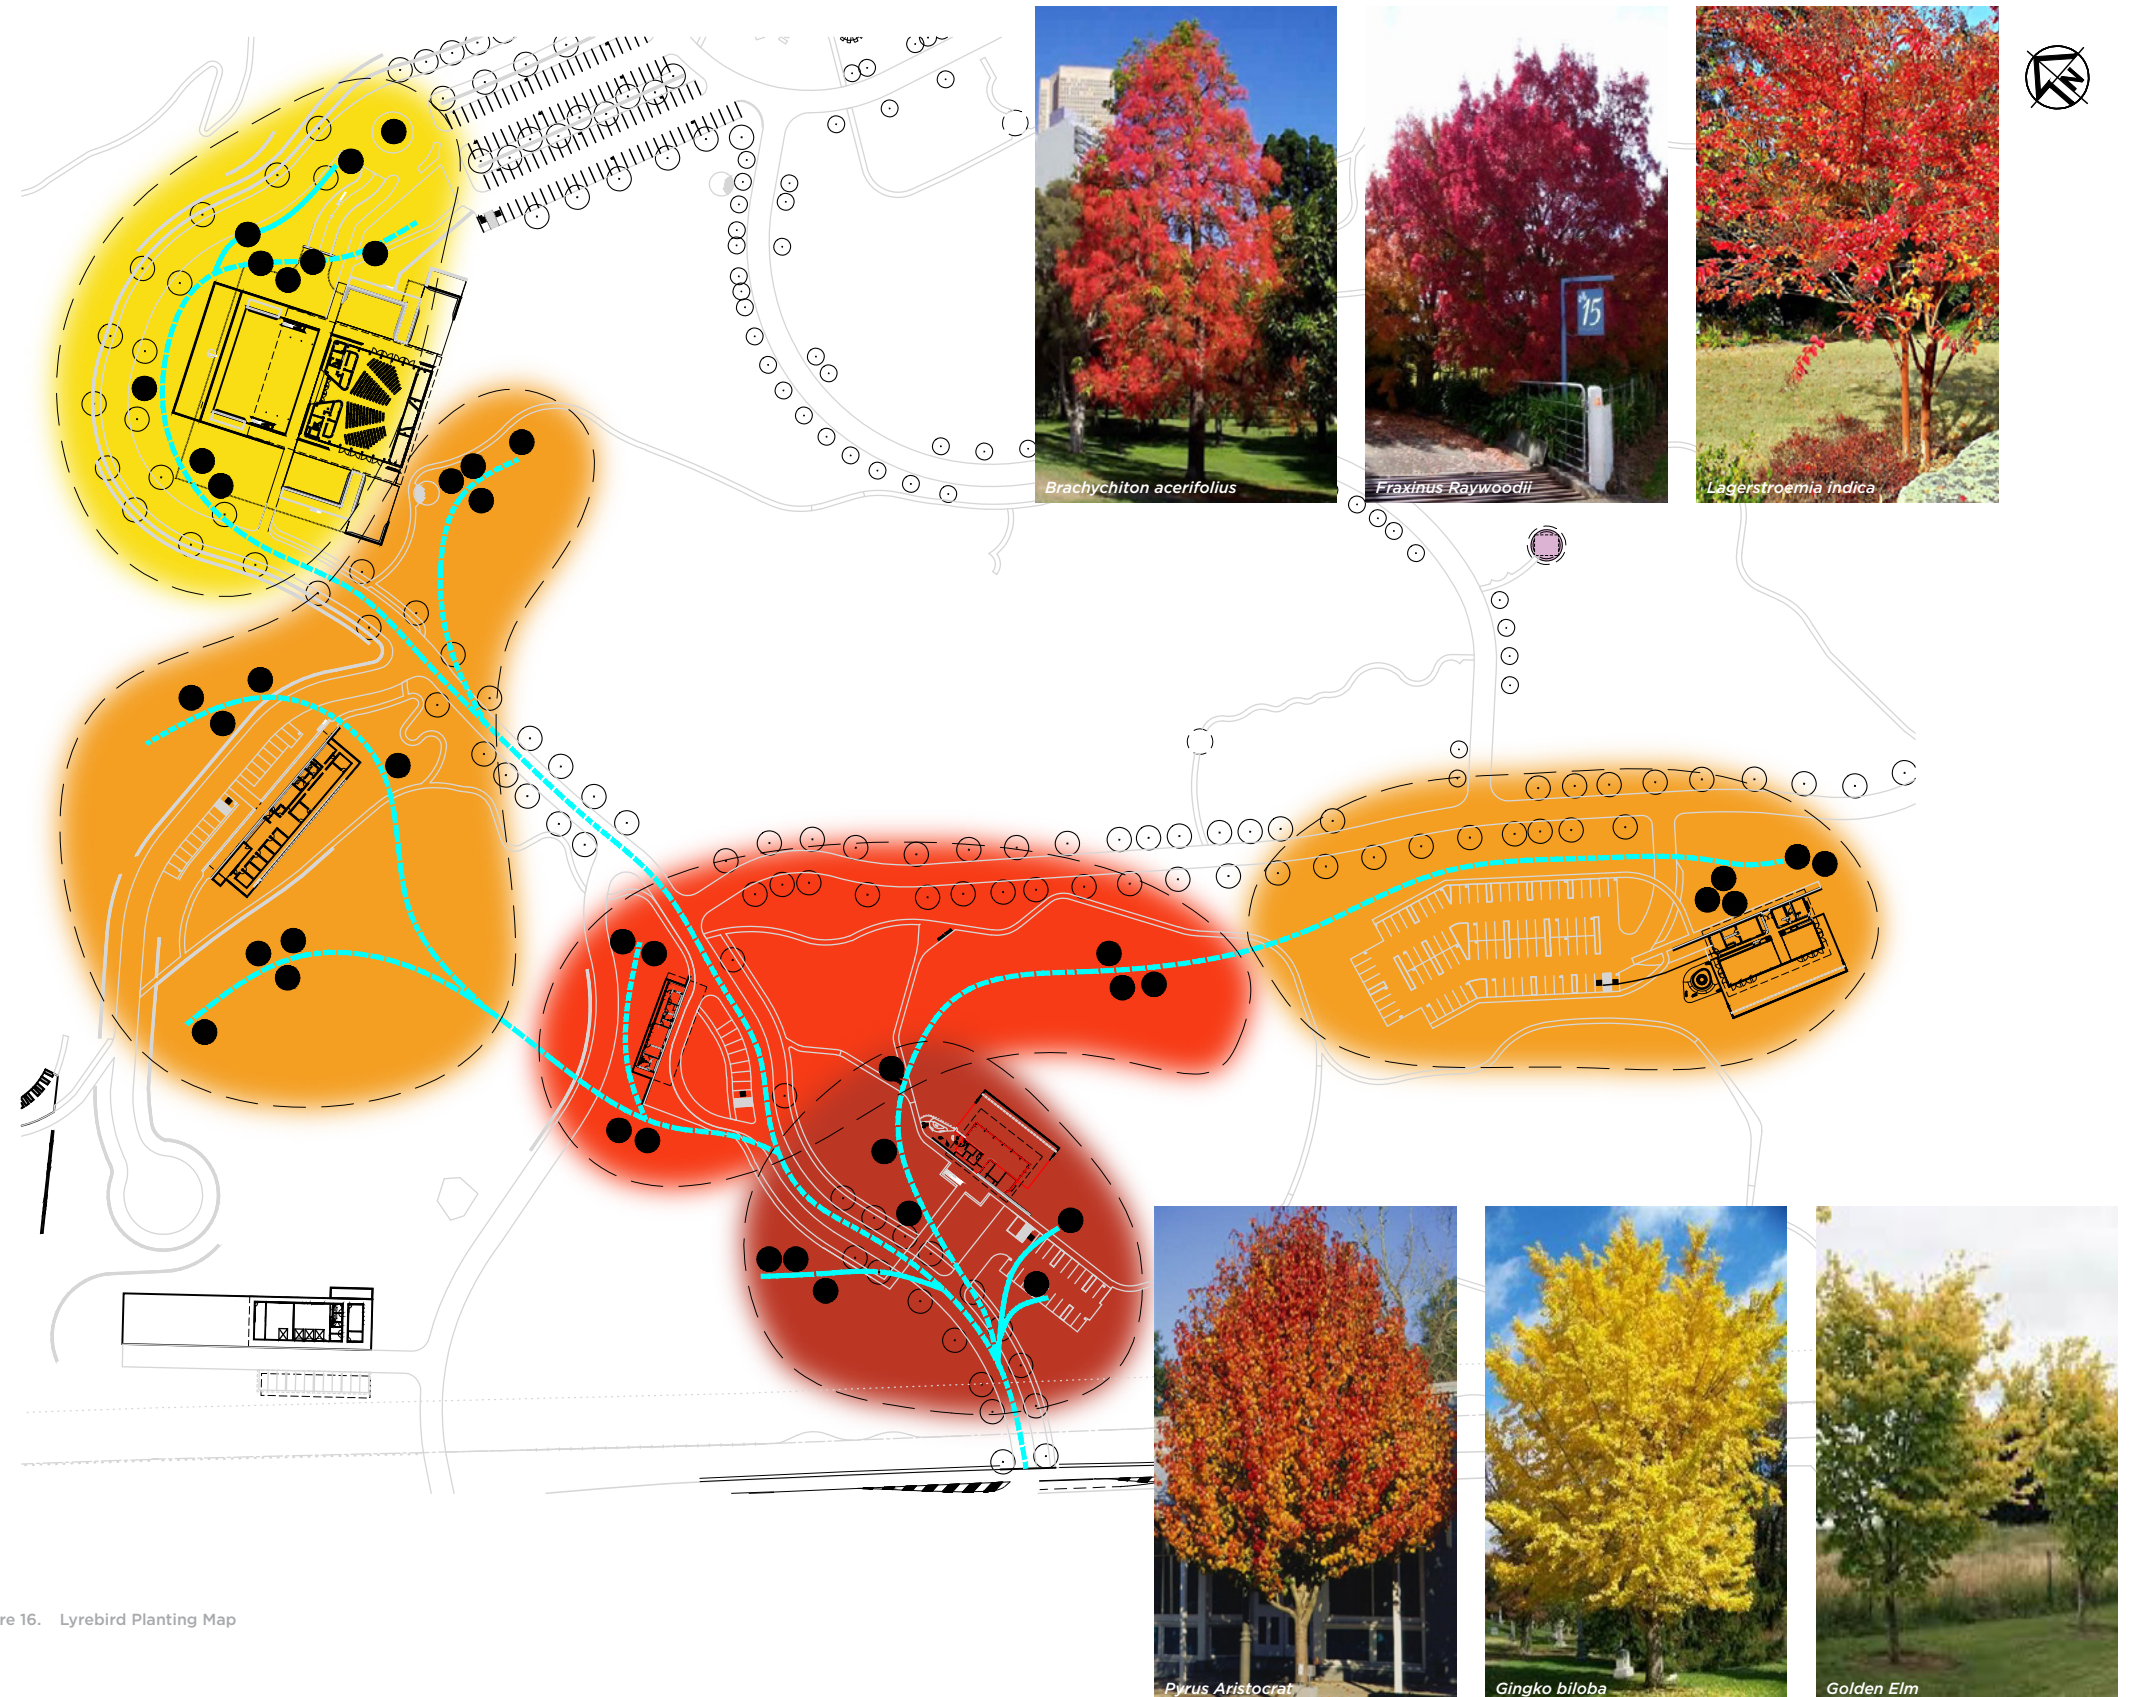 15
Brachychiton acerifolius
Fraxinus Raywoodii
Lagerstroemia indica
Pyrus Aristocrat
Gingko biloba
Golden Elm
re 16. Lyrebird Planting Map